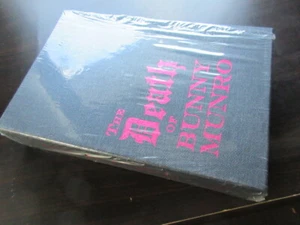 THE
Death
OF
BUNNY
MUNRO